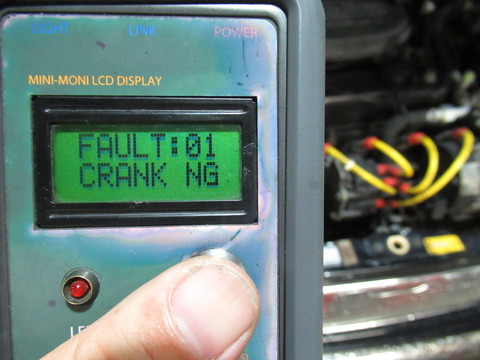 LIGHT LINK POWER
MINI-MONI LCD DISPLAY
FAULT:01
CRANK NG